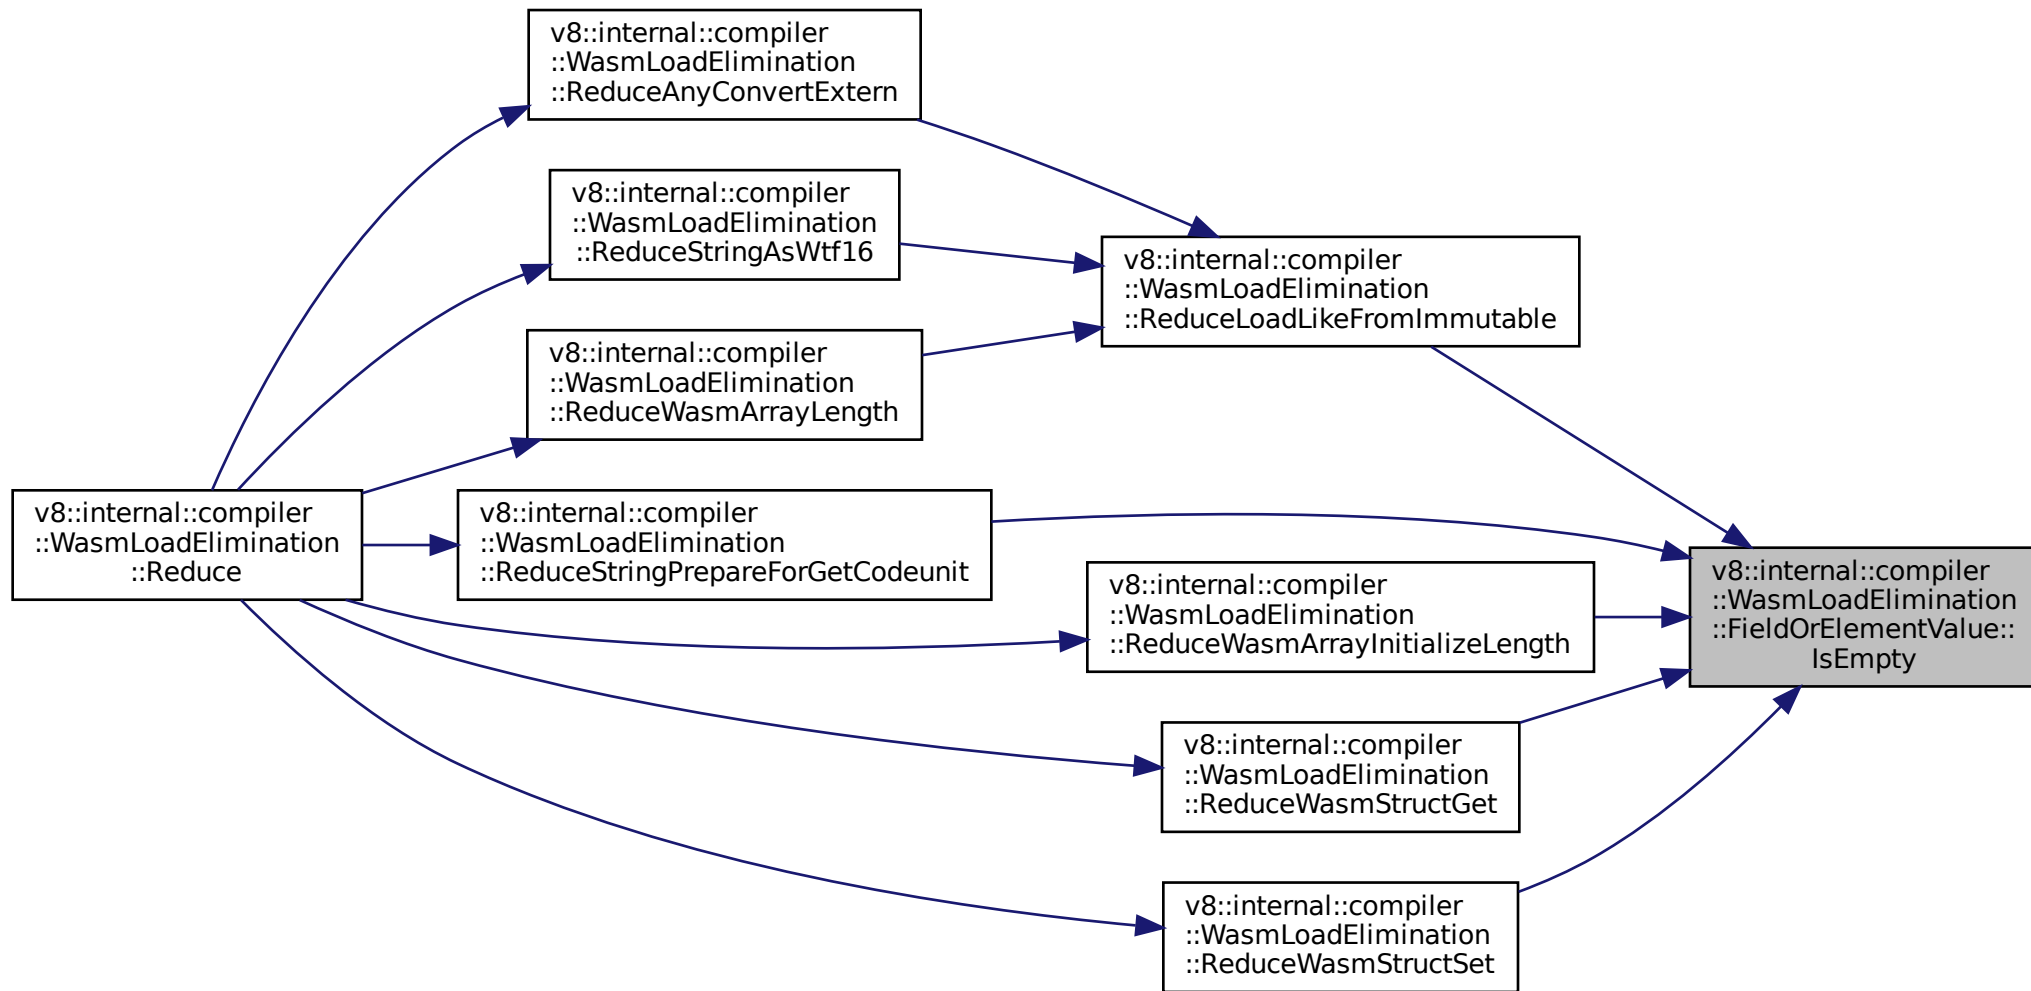 v8::internal::compiler
::WasmLoadElimination
::ReduceAnyConvertExtern
v8::internal::compiler
::WasmLoadElimination
::ReduceStringAsWtf16
v8::internal::compiler
::WasmLoadElimination
::ReduceLoadLikeFromImmutable
v8::internal::compiler
::WasmLoadElimination
::ReduceWasmArrayLength
v8::internal::compiler
::WasmLoadElimination
::Reduce
v8::internal::compiler
::WasmLoadElimination
::ReduceStringPrepareForGetCodeunit
v8::internal::compiler
::WasmLoadElimination
::FieldOrElementValue::
IsEmpty
v8::internal::compiler
::WasmLoadElimination
::ReduceWasmArrayInitializeLength
v8::internal::compiler
::WasmLoadElimination
::ReduceWasmStructGet
v8::internal::compiler
::WasmLoadElimination
::ReduceWasmStructSet